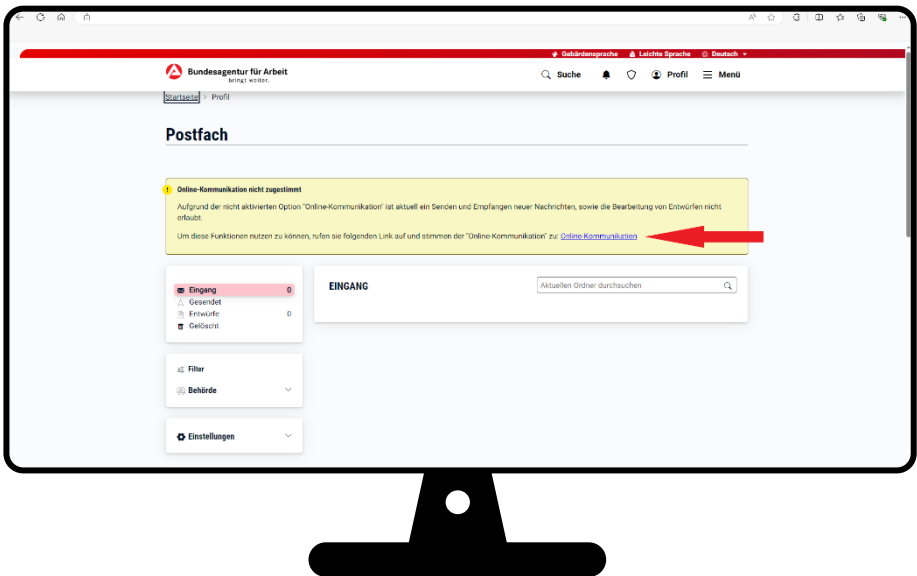 Gebärdensprache Leichte Sprache Deutsch
Bundesagentur für Arbeit
bringt weiter.
Suche Profil Menü
Startseite > Profil
Postfach
Online-Kommunikation nicht zugestimmt
Aufgrund der nicht aktivierten Option "Online-Kommunikation" ist aktuell ein Senden und Empfangen neuer Nachrichten, sowie die Bearbeitung von Entwürfen nicht
erlaubt.
Um diese Funktionen nutzen zu können, rufen sie folgenden Link auf und stimmen der "Online-Kommunikation" zu: Online-Kommunikation
Eingang 0
Gesendet
Entwürfe 0
Gelöscht
EINGANG
Aktuellen Ordner durchsuchen
Filter
Behörde
Einstellungen